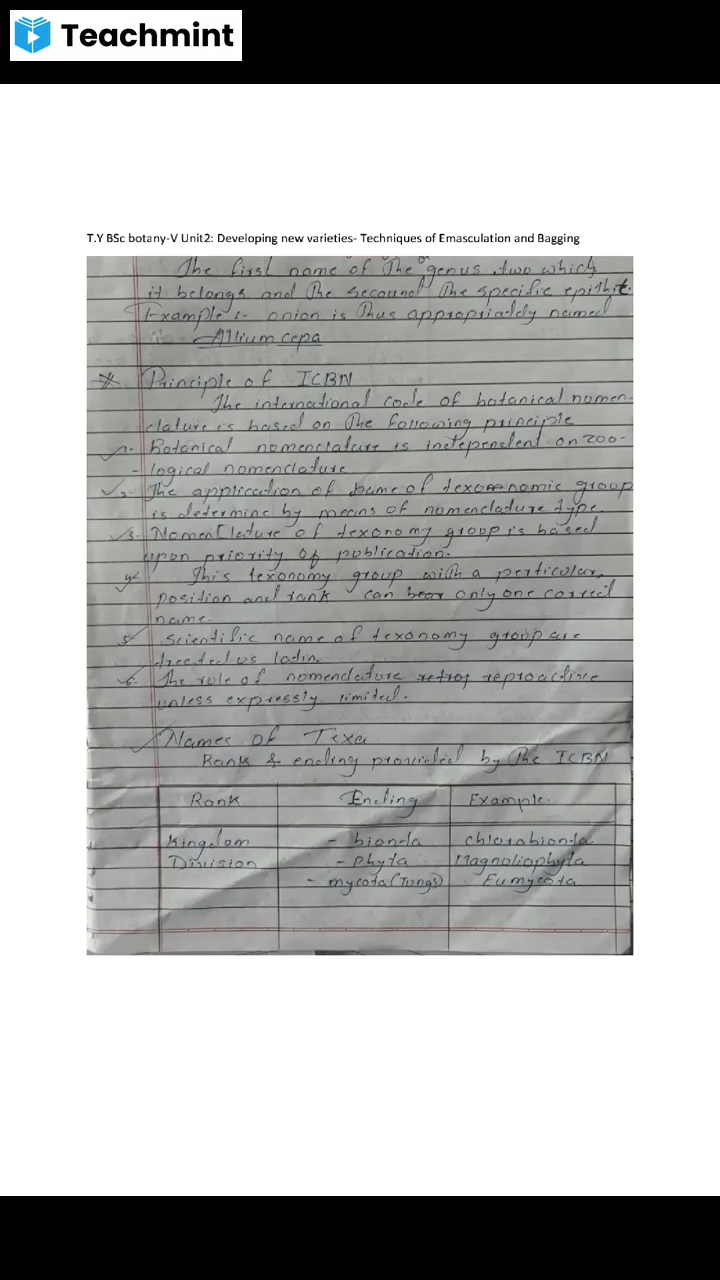 Teachmint
T.Y BSc botany-V Unit2: Developing new varieties- Techniques of Emasculation and Bagging
The first name of the genus two which
it belongs and the secound the specific epithit.
Example :- onion is thus appropriately named
Allium cepa
* Principle of ICBN
The international code of botanical nomen-
clature is based on the following principle
1. Botanical nomenclature is independent on zoo-
- logical nomenclature
2. The application of name of texonomic group
is determine by means of nomenclature type.
3. Nomenclature of texonomy group is based
upon priority of publication.
4. This texonomy group with a perticular,
position and rank can bear only one correct
name.
5. Scientific name of texonomy group are
treated us latin.
6. The role of nomenclature retroy reproactive
unless expressly limited.
Names of Texa
Rank & ending provided by the ICBN
Rank Ending Example.
Kingdom - bionta chlorobionta
Division - phyta Magnoliophyta
- mycota (Tungs) Eumycota